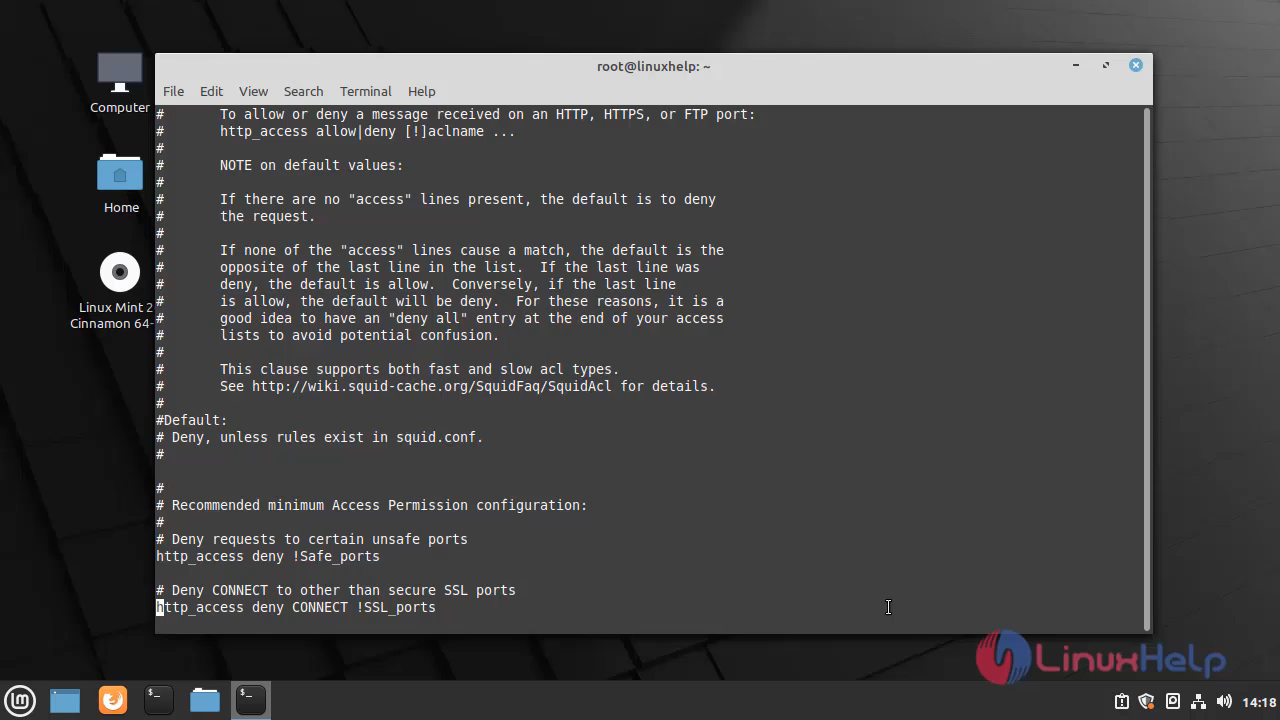 root@linuxhelp: ~
File Edit View Search Terminal Help
Computer
Home
Linux Mint 2
Cinnamon 64-
# To allow or deny a message received on an HTTP, HTTPS, or FTP port:
# http_access allow|deny [!]aclname ...
#
# NOTE on default values:
#
# If there are no "access" lines present, the default is to deny
# the request.
#
# If none of the "access" lines cause a match, the default is the
# opposite of the last line in the list.  If the last line was
# deny, the default is allow.  Conversely, if the last line
# is allow, the default will be deny.  For these reasons, it is a
# good idea to have an "deny all" entry at the end of your access
# lists to avoid potential confusion.
#
# This clause supports both fast and slow acl types.
# See http://wiki.squid-cache.org/SquidFaq/SquidAcl for details.
#
#Default:
# Deny, unless rules exist in squid.conf.
#
#
# Recommended minimum Access Permission configuration:
#
# Deny requests to certain unsafe ports
http_access deny !Safe_ports
# Deny CONNECT to other than secure SSL ports
http_access deny CONNECT !SSL_ports
LinuxHelp
14:18